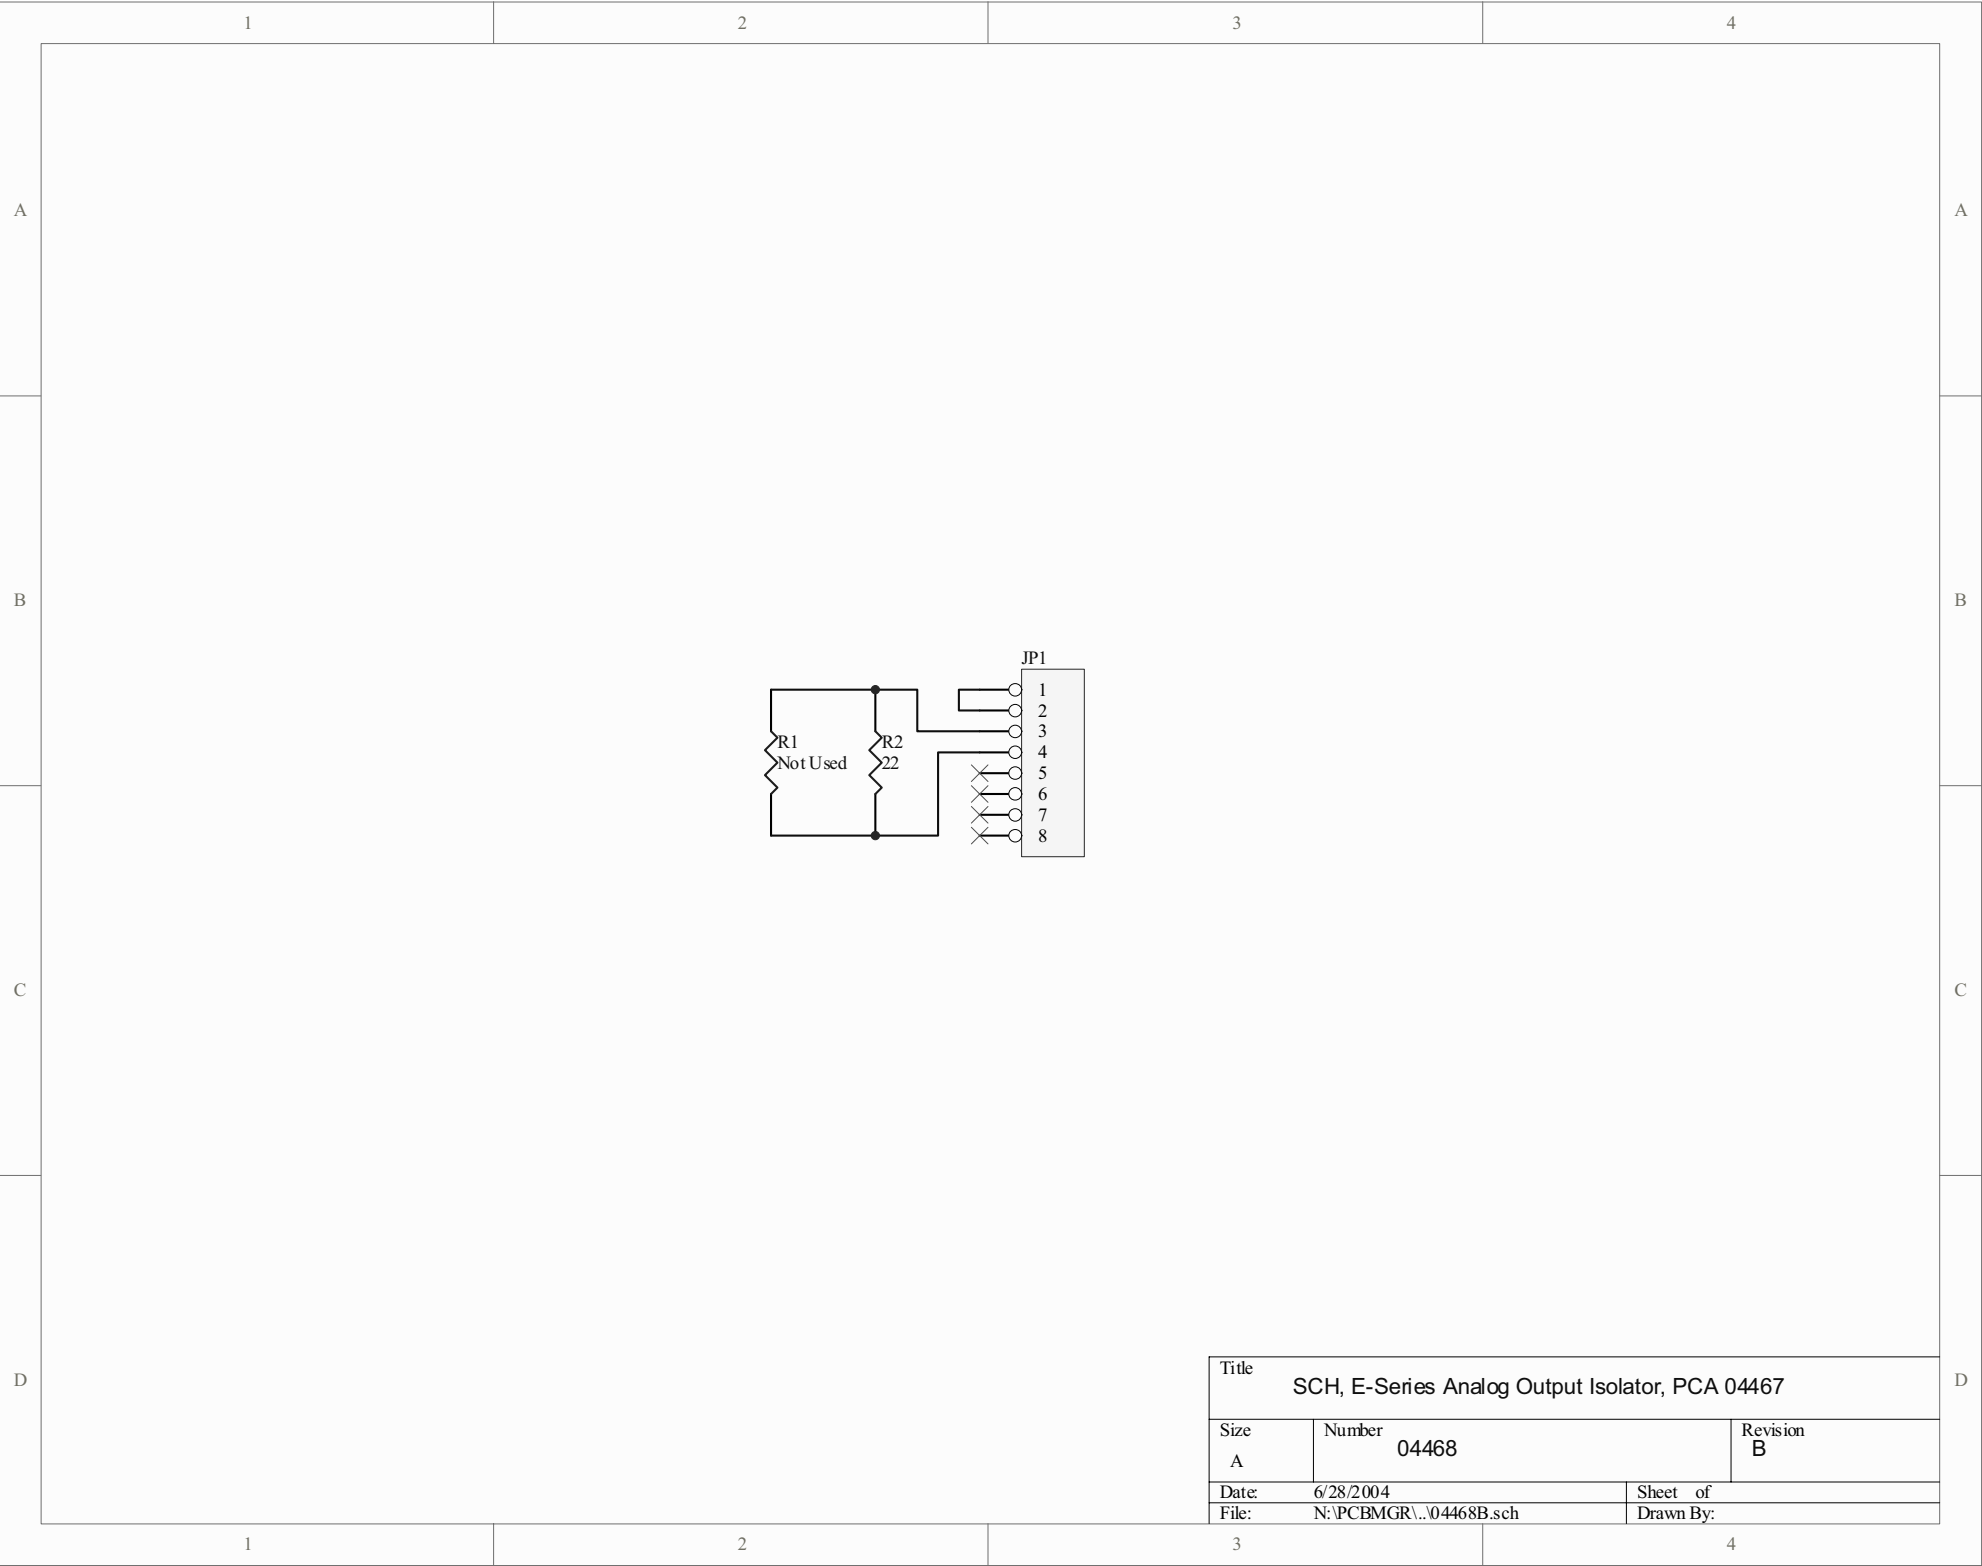 1 2 3 4
A A
B B
JP1
1
2
3
R1 R2
4
Not Used 22
5
6
7
8
C C
D D
Title
SCH, E-Series Analog Output Isolator, PCA 04467
Size Number Revision
04468 B
A
Date: 6/28/2004 Sheet of
File: N:\PCBMGR\..\04468B.sch Drawn By:
1 2 3 4